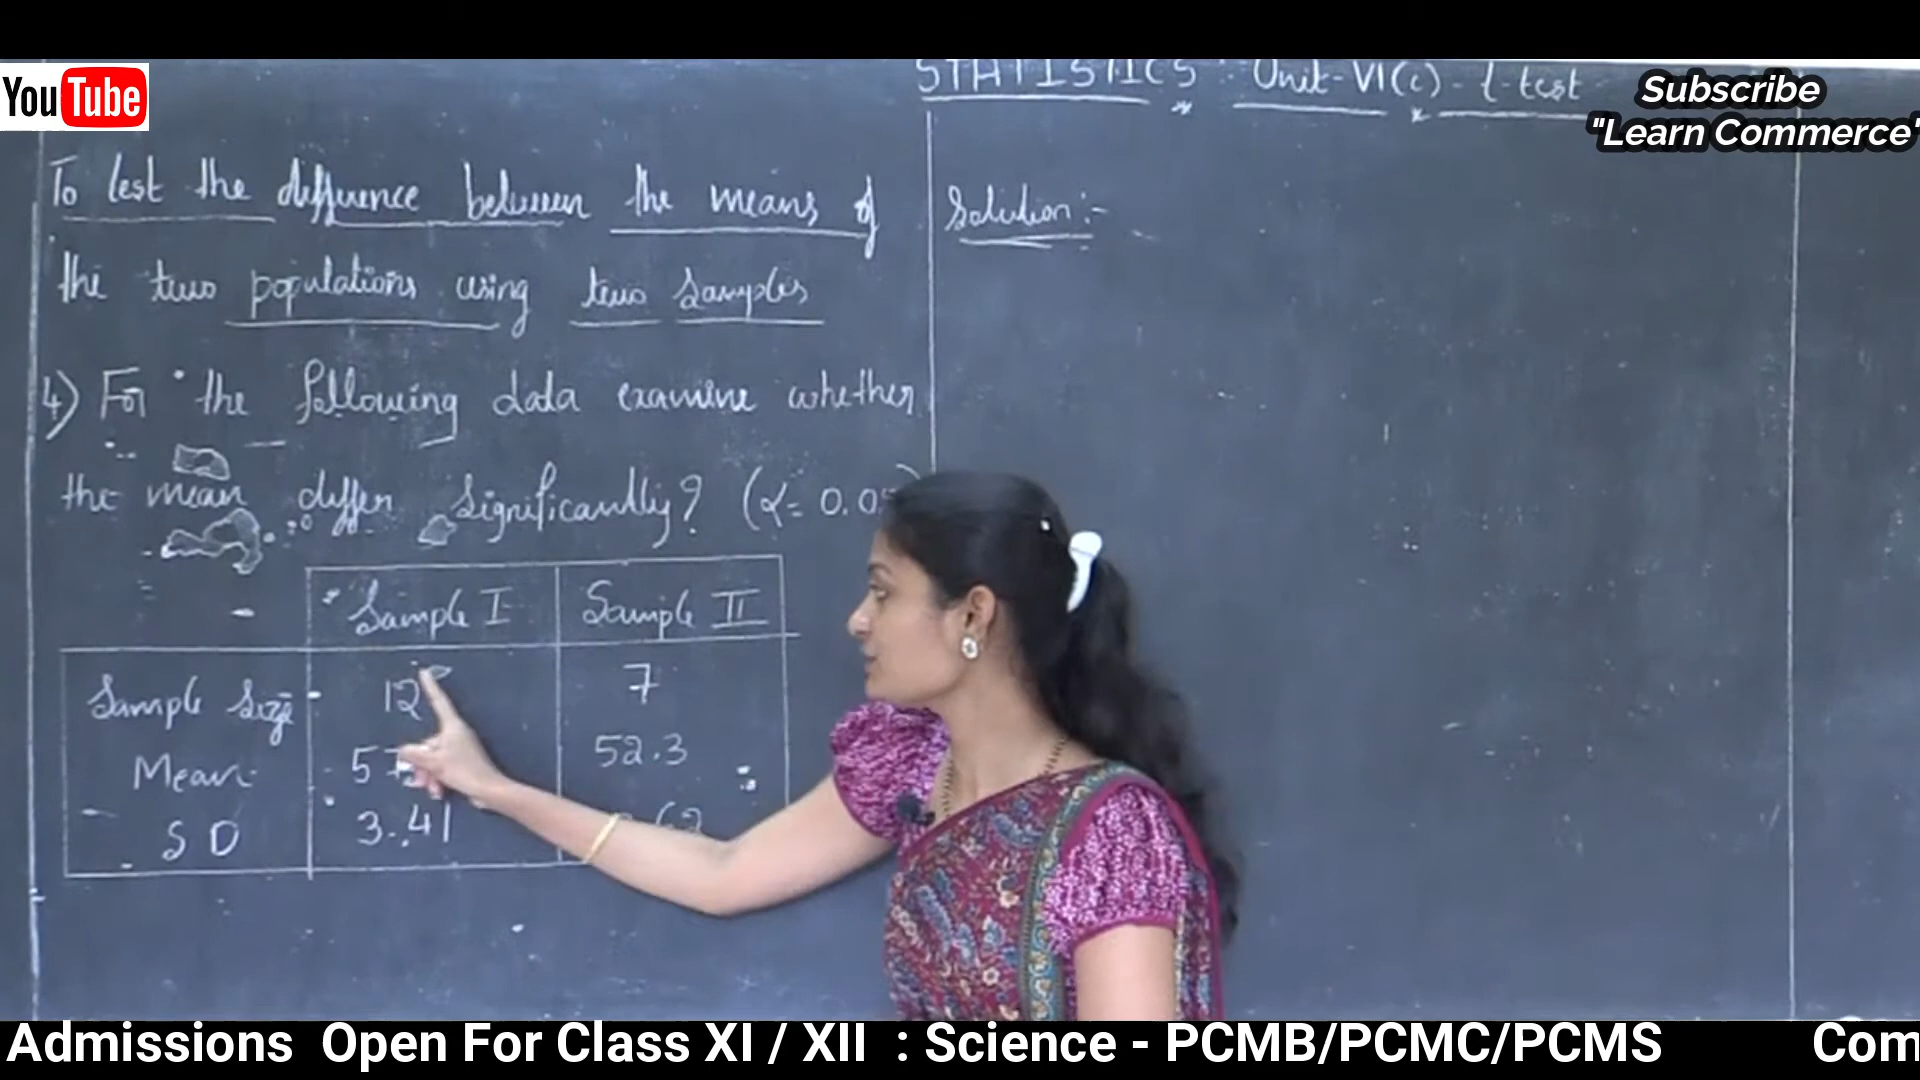 YouTube
STATISTICS : Unit-VI(c) - t-test
Subscribe
"Learn Commerce"
To test the difference between the means of
the two populations using two samples
4) For the following data examine whether
the mean differ significantly? (α = 0.0
Sample I Sample II
Sample Size 12 7
Mean 52.3
S D 3.41
Solution:-
Admissions Open For Class XI / XII : Science - PCMB/PCMC/PCMS Com